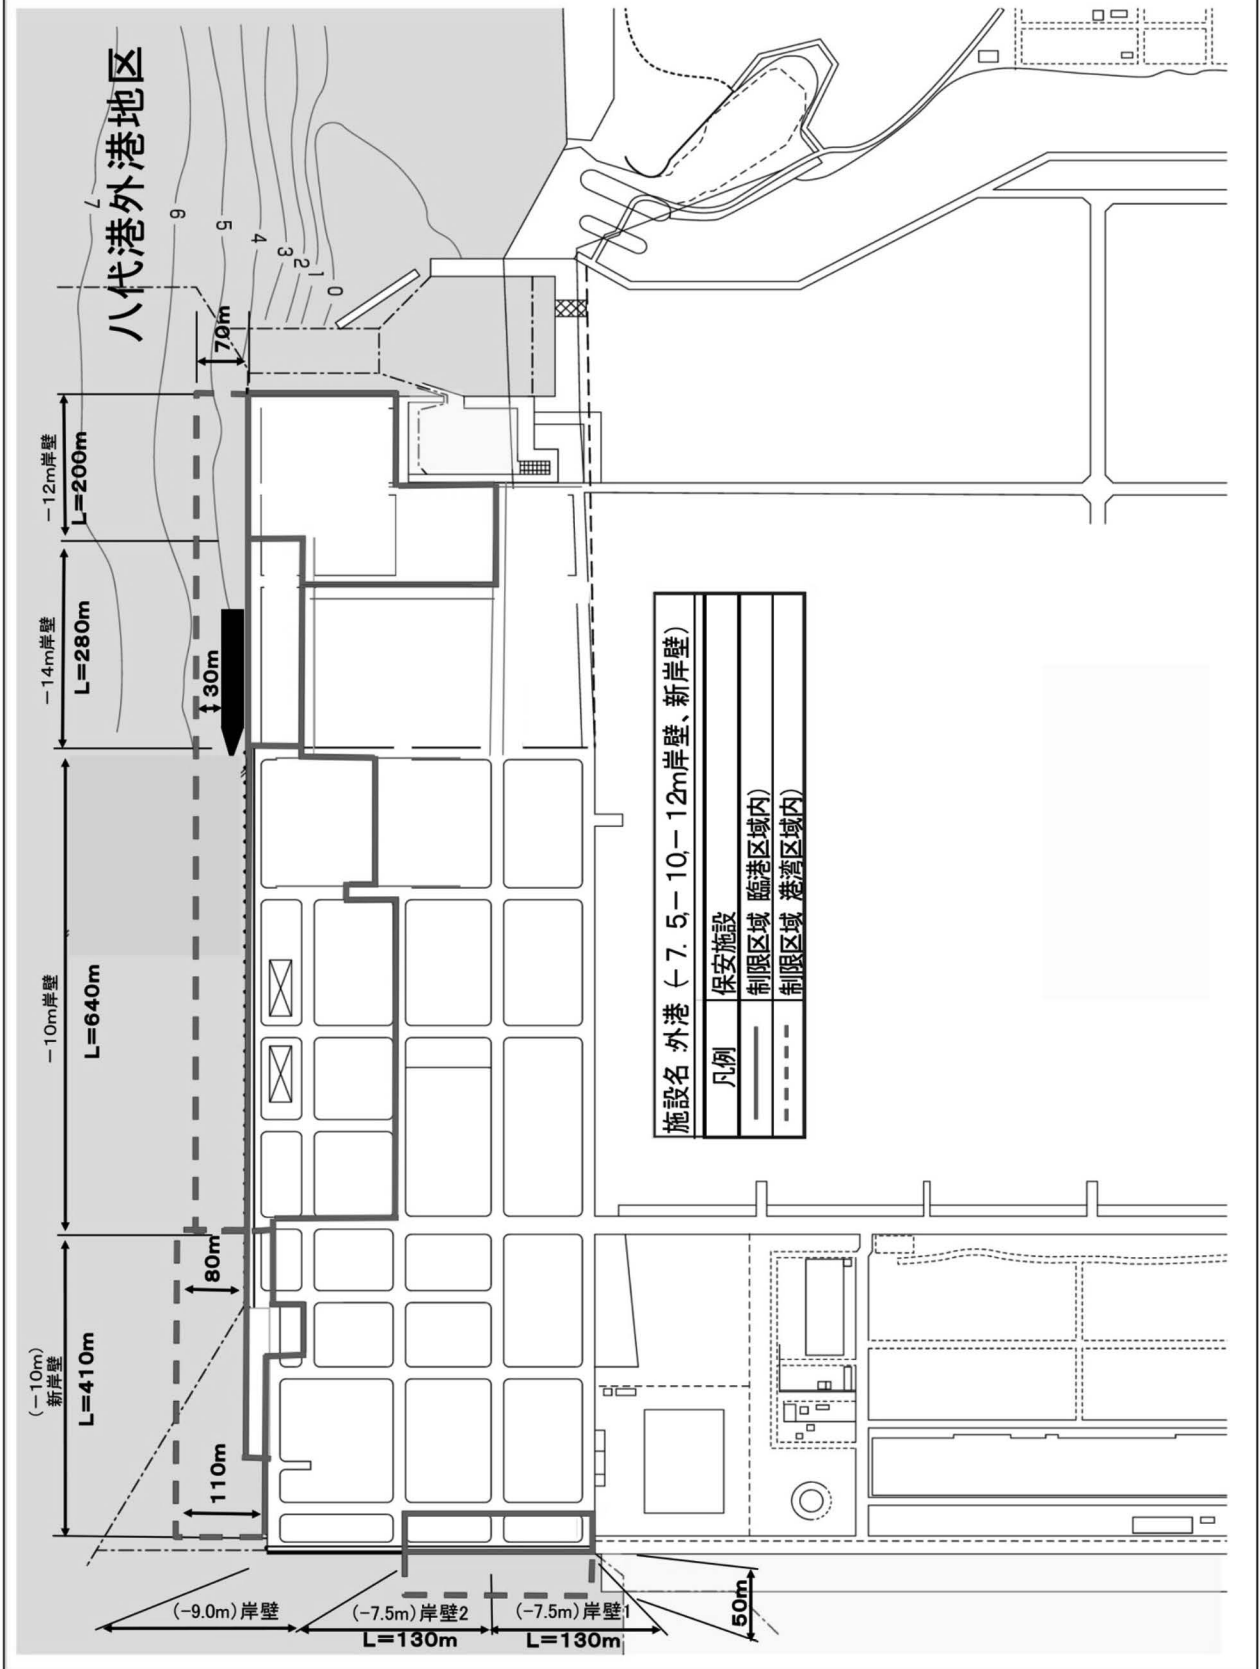 八代港外港地区
7
6
5
4
3
2
1
0
70m
－12m岸壁
L=200m
－14m岸壁
L=280m
30m
－10m岸壁
L=640m
80m
(－10m)
新岸壁
L=410m
110m
(-9.0m)岸壁
(-7.5m)岸壁2
L=130m
(-7.5m)岸壁1
L=130m
50m
施設名 外港 (－7.5,－10,－12m岸壁、新岸壁)
凡例 保安施設
制限区域 臨港区域内)
制限区域 港湾区域内)